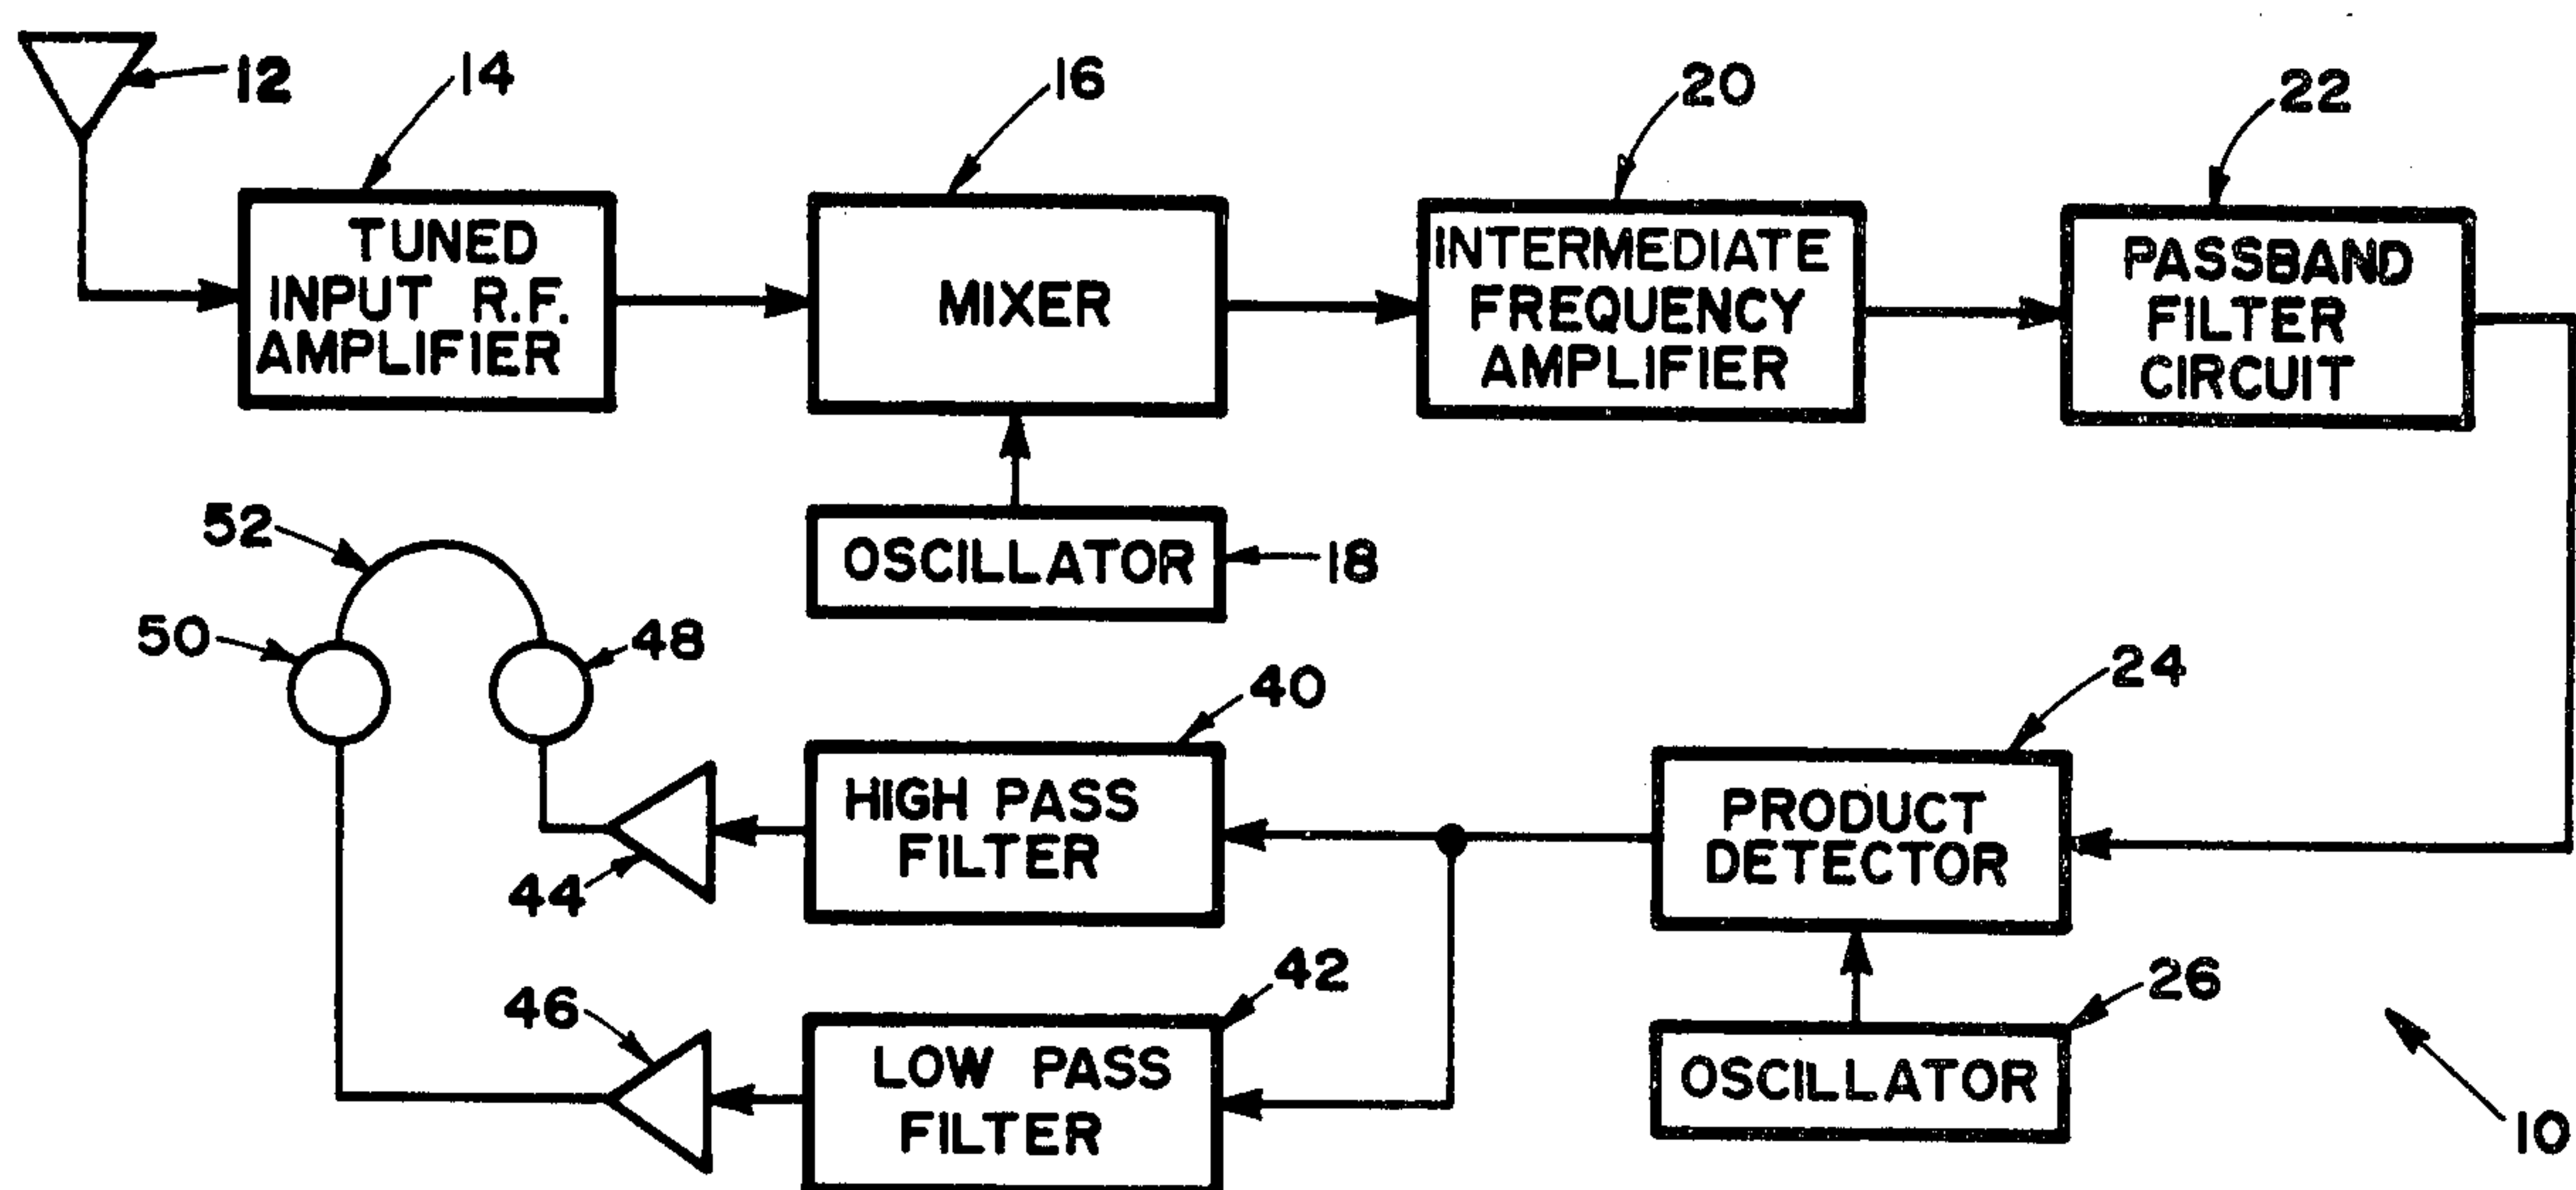 12
14
16
20
22
TUNED
INPUT R.F.
AMPLIFIER
MIXER
INTERMEDIATE
FREQUENCY
AMPLIFIER
PASSBAND
FILTER
CIRCUIT
52
OSCILLATOR
18
50
48
40
24
HIGH PASS
FILTER
PRODUCT
DETECTOR
44
46
42
26
LOW PASS
FILTER
OSCILLATOR
10